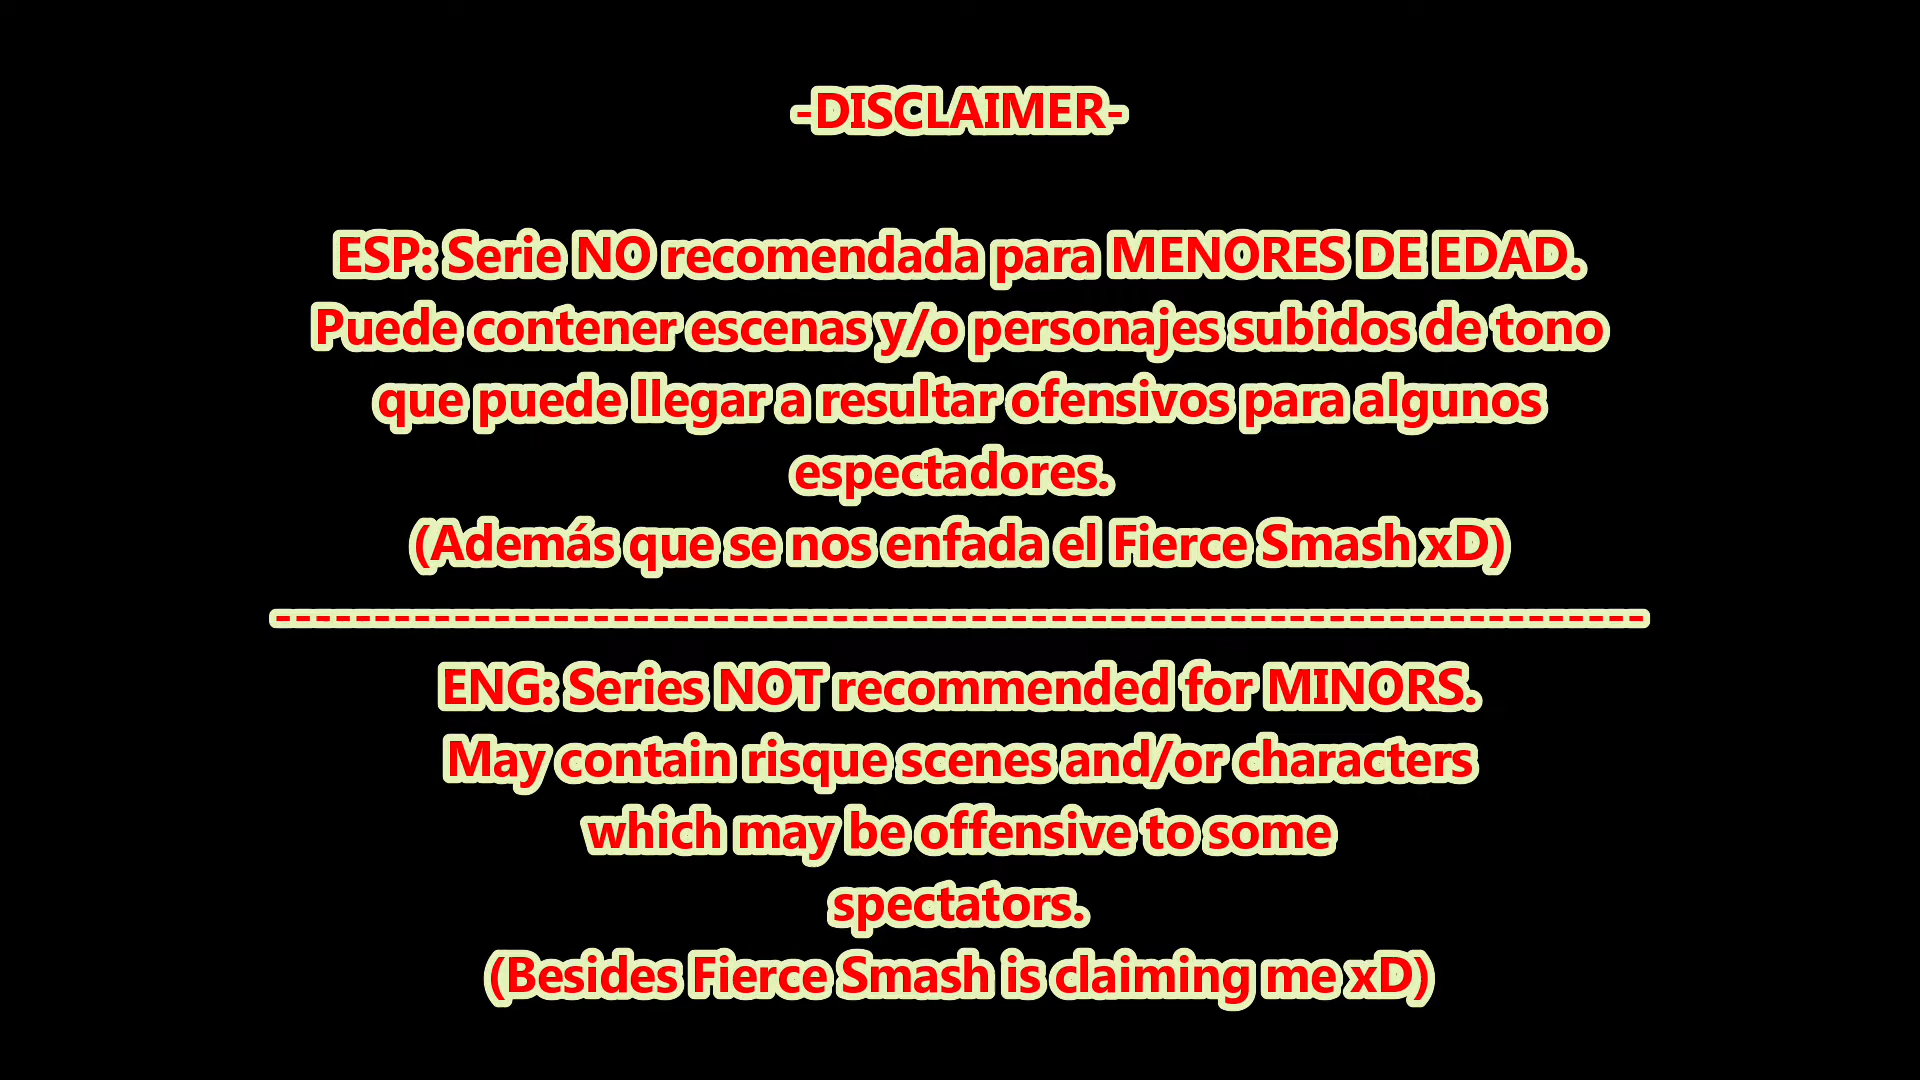 -DISCLAIMER-
ESP: Serie NO recomendada para MENORES DE EDAD.
Puede contener escenas y/o personajes subidos de tono
que puede llegar a resultar ofensivos para algunos
espectadores.
(Además que se nos enfada el Fierce Smash xD)
---------------------------------------------------------------------
ENG: Series NOT recommended for MINORS.
May contain risque scenes and/or characters
which may be offensive to some
spectators.
(Besides Fierce Smash is claiming me xD)